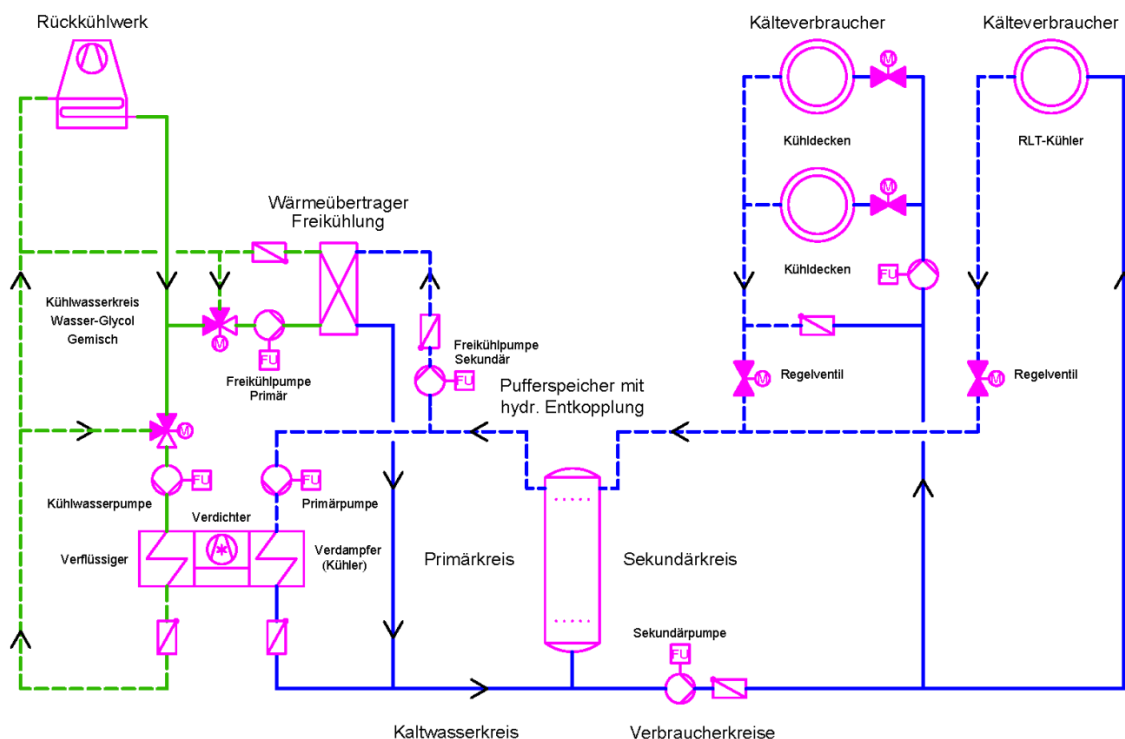 Rückkühlwerk
Kälteverbraucher
Kälteverbraucher
M
Kühldecken
RLT-Kühler
M
Wärmeübertrager
Freikühlung
Kühldecken
FU
Kühlwasserkreis
Wasser-Glycol
Gemisch
M
FU
Freikühlpumpe
Primär
Freikühlpumpe
Sekundär
FU
Pufferspeicher mit
hydr. Entkopplung
Regelventil
M
Regelventil
M
M
FU
Kühlwasserpumpe
FU
Primärpumpe
Verdichter
Verflüssiger
Verdampfer
(Kühler)
Primärkreis
Sekundärkreis
Sekundärpumpe
FU
Kaltwasserkreis
Verbraucherkreise